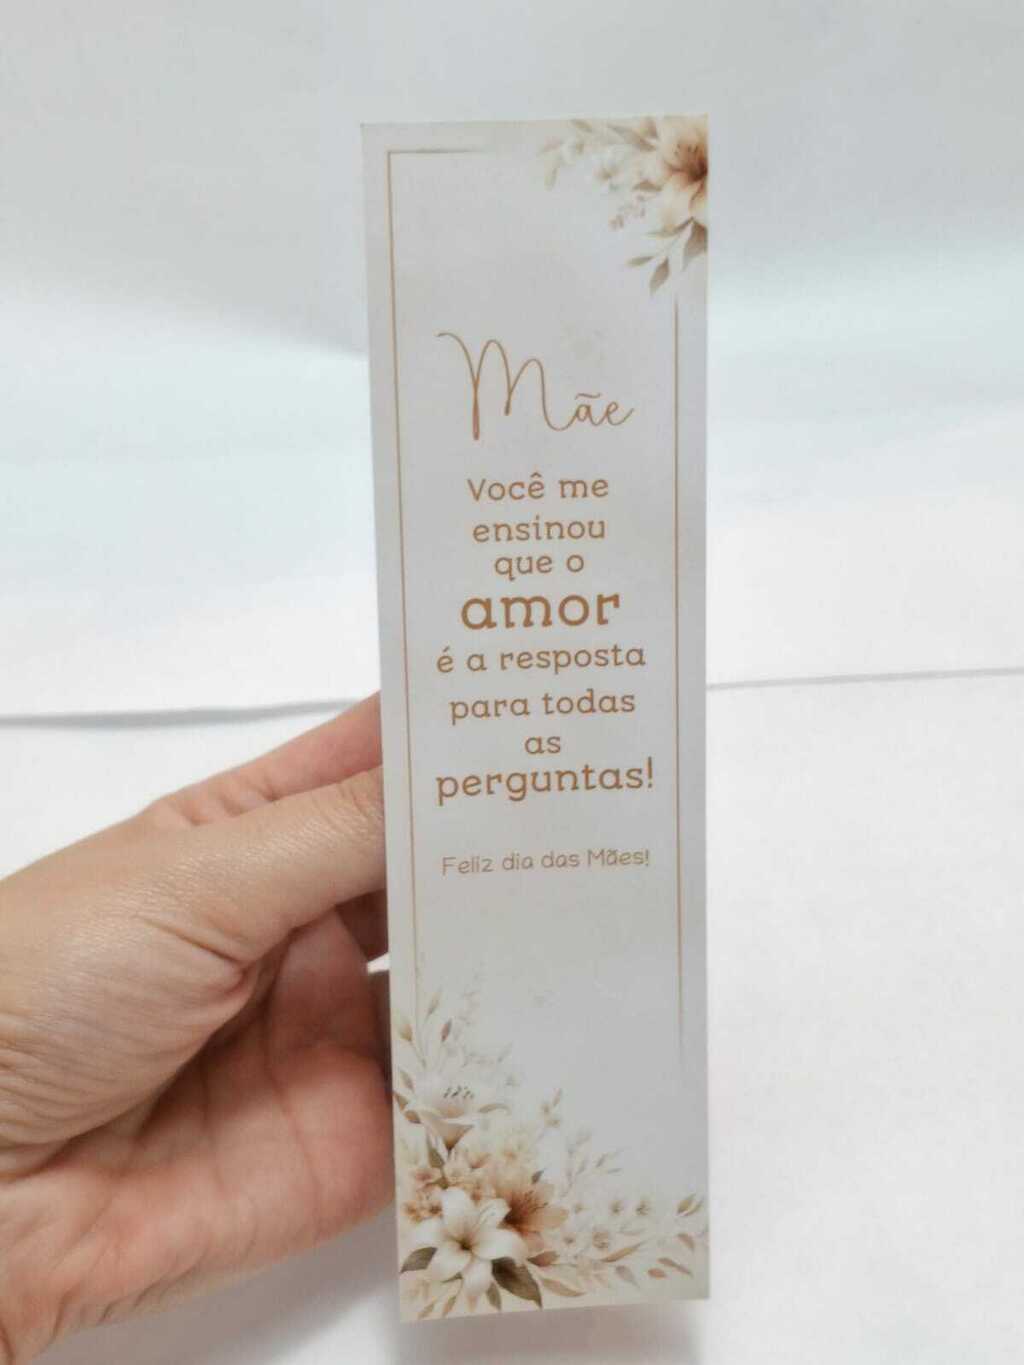 Mãe
Você me
ensinou
que o
amor
é a resposta
para todas
as
perguntas!
Feliz dia das Mães!